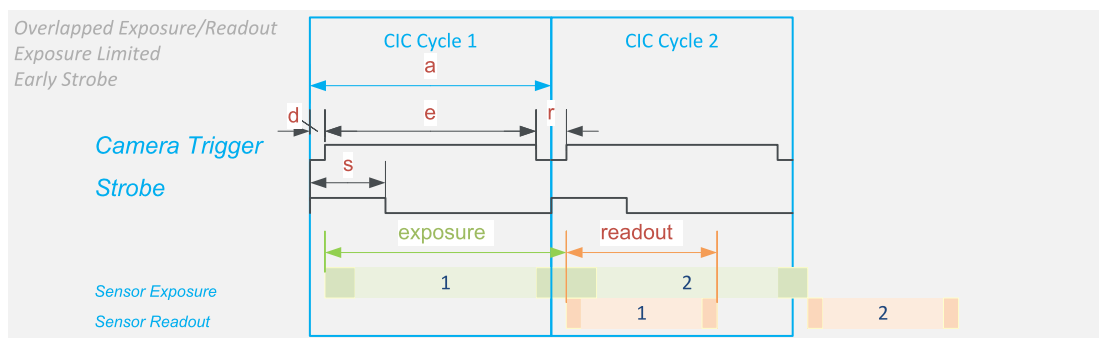 Overlapped Exposure/Readout
Exposure Limited
Early Strobe
CIC Cycle 1
CIC Cycle 2
a
d
e
r
Camera Trigger
s
Strobe
exposure
readout
Sensor Exposure
1
2
Sensor Readout
1
2